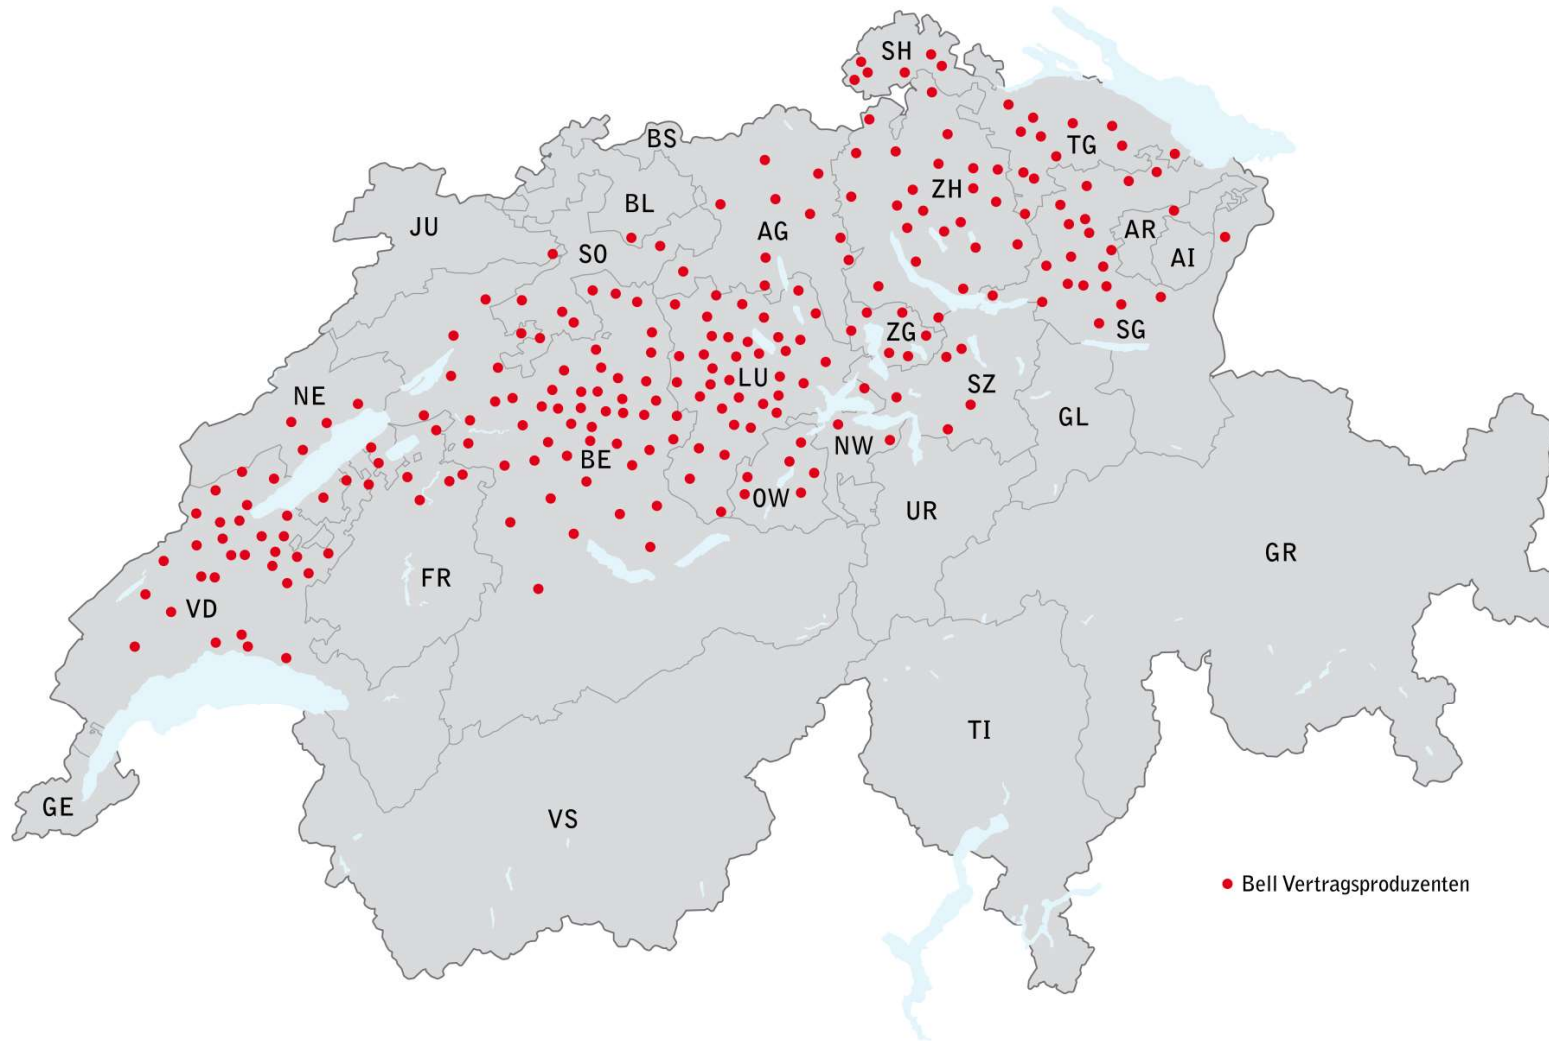 SH
BS
TG
BL
ZH
JU
AG
AR
SO
AI
ZG
SG
LU
SZ
NE
GL
NW
BE
OW
UR
GR
FR
VD
TI
GE
VS
Bell Vertragsproduzenten